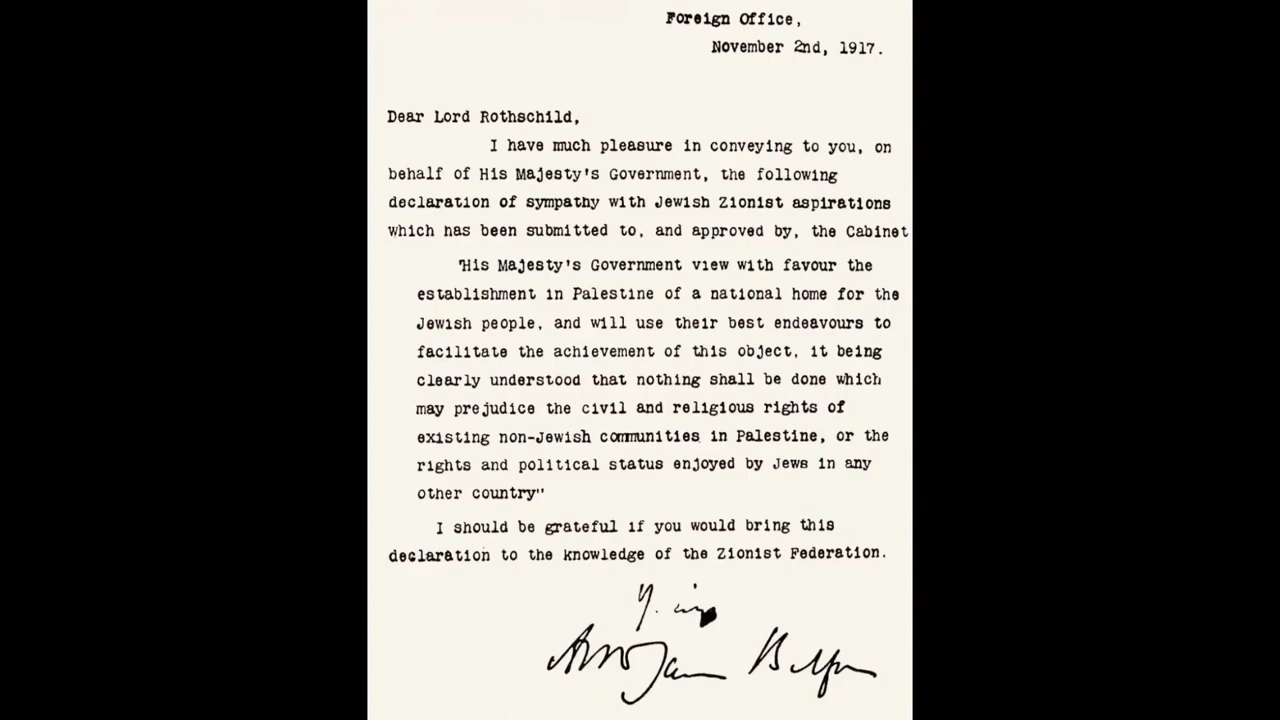 Foreign Office,
November 2nd, 1917.
Dear Lord Rothschild,
I have much pleasure in conveying to you, on
behalf of His Majesty's Government, the following
declaration of sympathy with Jewish Zionist aspirations
which has been submitted to, and approved by, the Cabinet
"His Majesty's Government view with favour the
establishment in Palestine of a national home for the
Jewish people, and will use their best endeavours to
facilitate the achievement of this object, it being
clearly understood that nothing shall be done which
may prejudice the civil and religious rights of
existing non-Jewish communities in Palestine, or the
rights and political status enjoyed by Jews in any
other country"
I should be grateful if you would bring this
declaration to the knowledge of the Zionist Federation.
Balfour